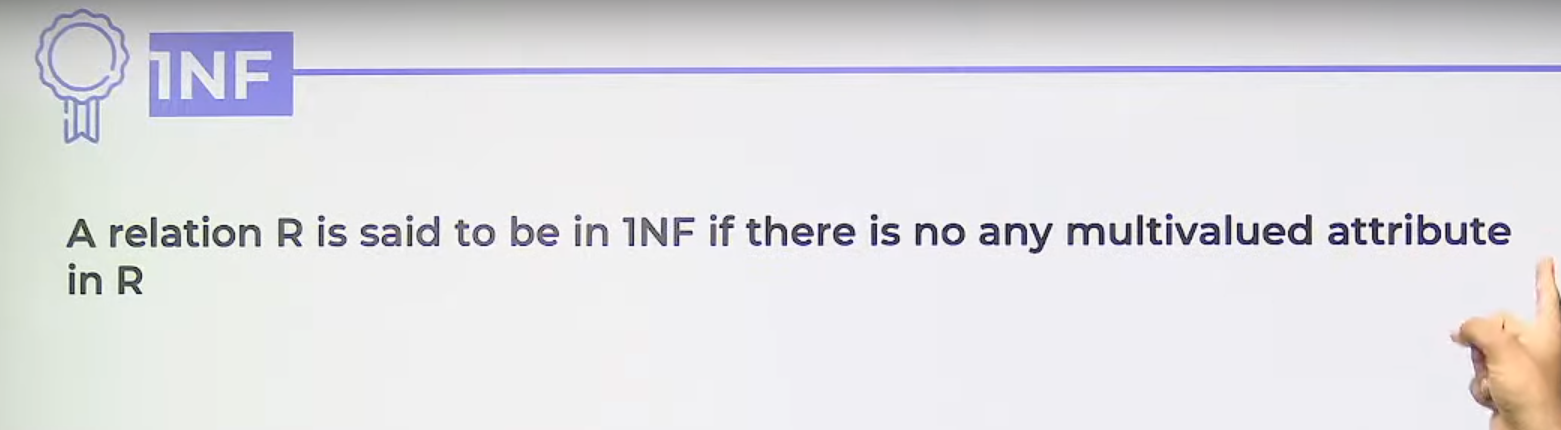 1NF
A relation R is said to be in 1NF if there is no any multivalued attribute
in R